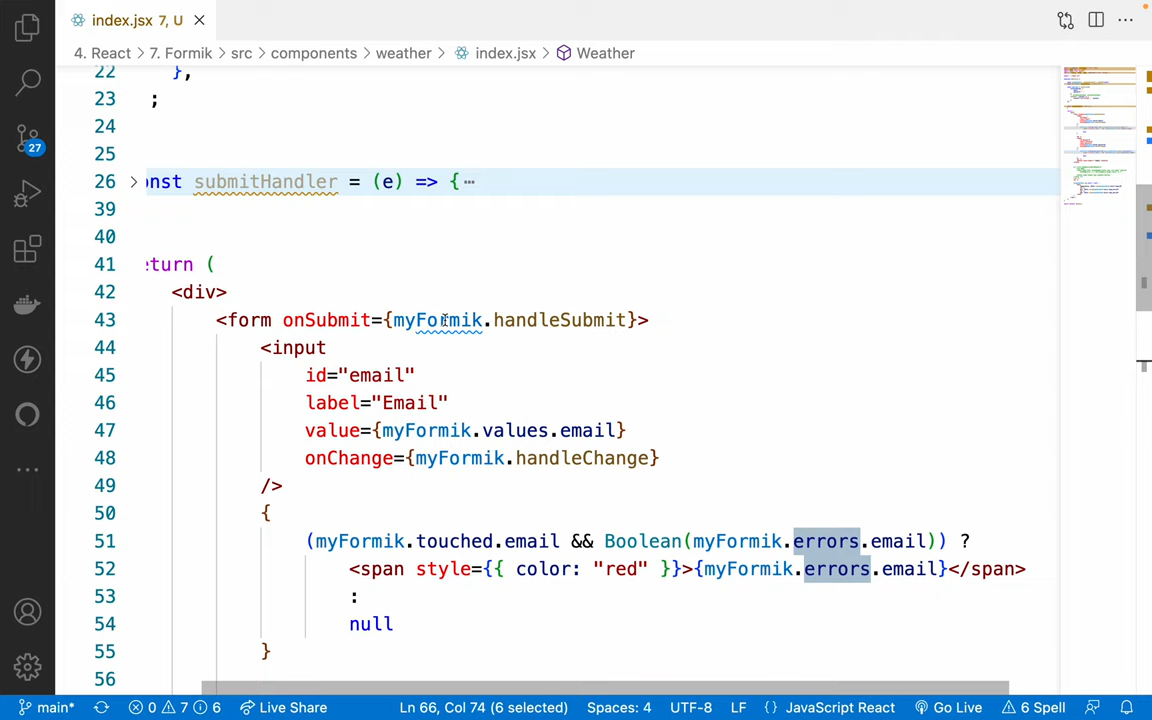 index.jsx 7, U
4. React > 7. Formik > src > components > weather > index.jsx > Weather
22 },
23 ;
24
25
26 onst submitHandler = (e) => { ⋯
39
40
41 eturn (
42 <div>
43 <form onSubmit={myFormik.handleSubmit}>
44 <input
45 id="email"
46 label="Email"
47 value={myFormik.values.email}
48 onChange={myFormik.handleChange}
49 />
50 {
51 (myFormik.touched.email && Boolean(myFormik.errors.email)) ?
52 <span style={{ color: "red" }}>{myFormik.errors.email}</span>
53 :
54 null
55 }
56
27
main* 0 7 6 Live Share Ln 66, Col 74 (6 selected) Spaces: 4 UTF-8 LF {} JavaScript React Go Live 6 Spell